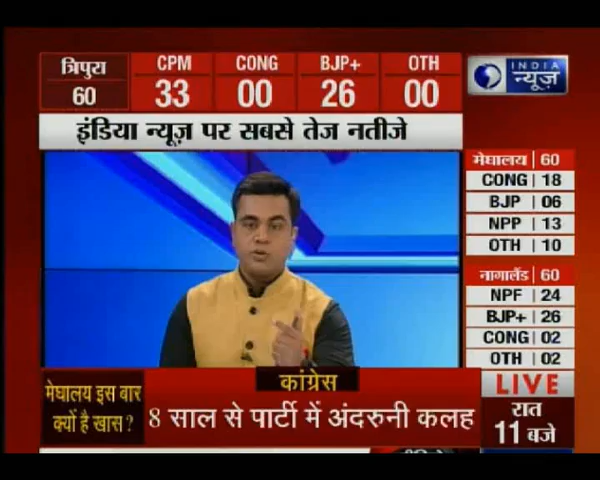 त्रिपुरा
60
CPM CONG BJP+ OTH
33 00 26 00
INDIA
न्यूज़
इंडिया न्यूज़ पर सबसे तेज नतीजे
मेघालय 60
CONG 18
BJP 06
NPP 13
OTH 10
नागालैंड 60
NPF 24
BJP+ 26
CONG 02
OTH 02
मेघालय इस बार
क्यों है खास?
कांग्रेस
8 साल से पार्टी में अंदरुनी कलह
LIVE
रात
11 बजे